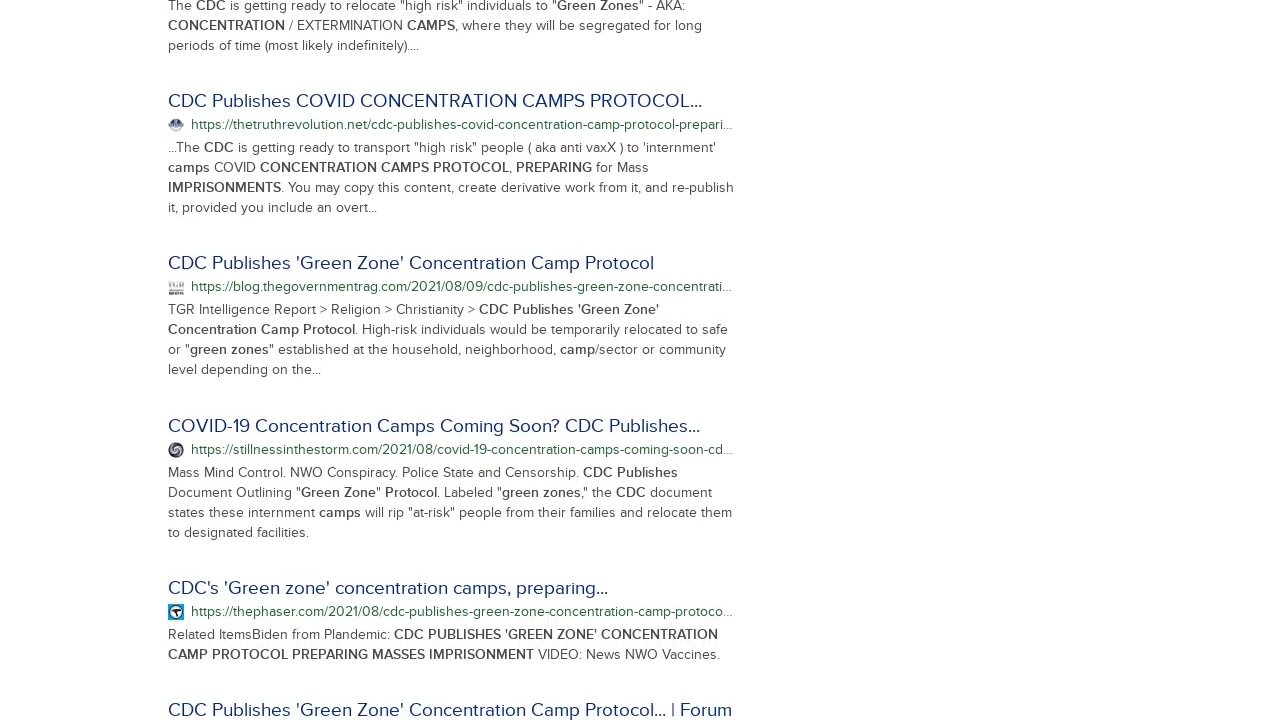 The CDC is getting ready to relocate "high risk" individuals to "Green Zones" - AKA:
CONCENTRATION / EXTERMINATION CAMPS, where they will be segregated for long
periods of time (most likely indefinitely)....
CDC Publishes COVID CONCENTRATION CAMPS PROTOCOL...
https://thetruthrevolution.net/cdc-publishes-covid-concentration-camp-protocol-prepari...
...The CDC is getting ready to transport "high risk" people ( aka anti vaxX ) to 'internment'
camps COVID CONCENTRATION CAMPS PROTOCOL, PREPARING for Mass
IMPRISONMENTS. You may copy this content, create derivative work from it, and re-publish
it, provided you include an overt...
CDC Publishes 'Green Zone' Concentration Camp Protocol
https://blog.thegovernmentrag.com/2021/08/09/cdc-publishes-green-zone-concentrati...
TGR Intelligence Report > Religion > Christianity > CDC Publishes 'Green Zone'
Concentration Camp Protocol. High-risk individuals would be temporarily relocated to safe
or "green zones" established at the household, neighborhood, camp/sector or community
level depending on the...
COVID-19 Concentration Camps Coming Soon? CDC Publishes...
https://stillnessinthestorm.com/2021/08/covid-19-concentration-camps-coming-soon-cd...
Mass Mind Control. NWO Conspiracy. Police State and Censorship. CDC Publishes
Document Outlining "Green Zone" Protocol. Labeled "green zones," the CDC document
states these internment camps will rip "at-risk" people from their families and relocate them
to designated facilities.
CDC's 'Green zone' concentration camps, preparing...
https://thephaser.com/2021/08/cdc-publishes-green-zone-concentration-camp-protoco...
Related ItemsBiden from Plandemic: CDC PUBLISHES 'GREEN ZONE' CONCENTRATION
CAMP PROTOCOL PREPARING MASSES IMPRISONMENT VIDEO: News NWO Vaccines.
CDC Publishes 'Green Zone' Concentration Camp Protocol... | Forum